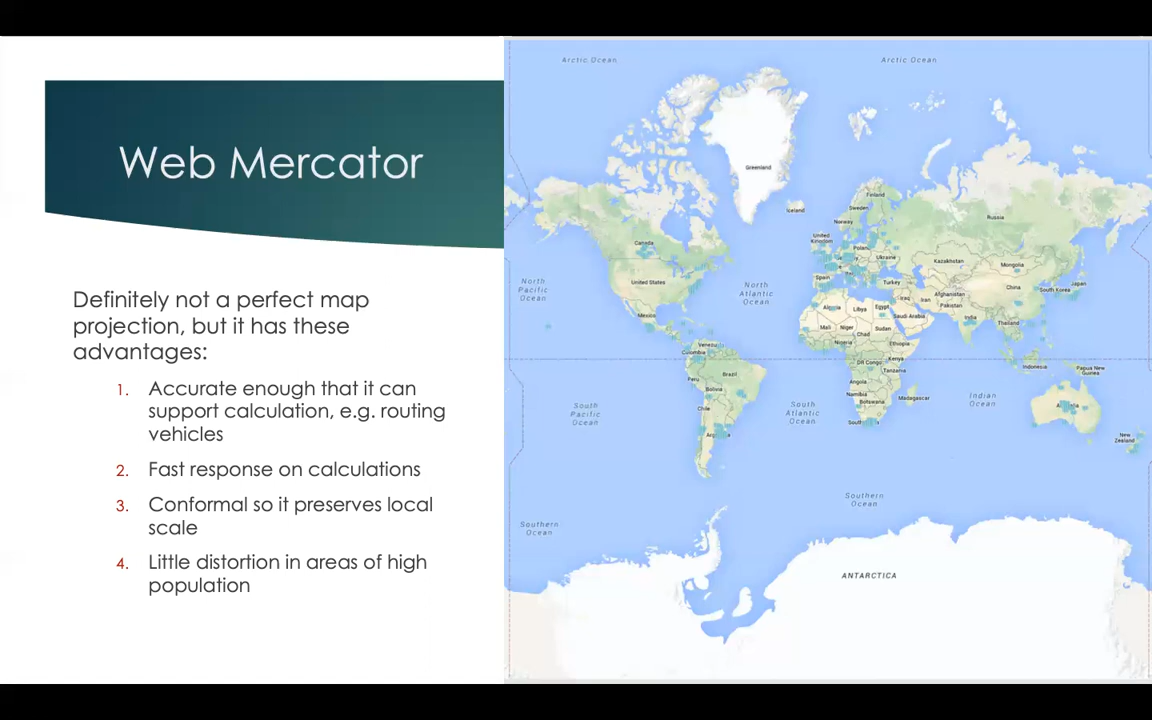 Web Mercator
Definitely not a perfect map
projection, but it has these
advantages:
1. Accurate enough that it can
support calculation, e.g. routing
vehicles
2. Fast response on calculations
3. Conformal so it preserves local
scale
4. Little distortion in areas of high
population
Arctic Ocean
Arctic Ocean
Greenland
Iceland
Finland
Sweden
Norway
Russia
United
Kingdom
Poland
Ukraine
Kazakhstan
Mongolia
Canada
United States
Spain
Turkey
China
South Korea
Japan
North
Pacific
Ocean
North
Atlantic
Ocean
Iraq
Iran
Afghanistan
Pakistan
Algeria
Libya
Egypt
Saudi Arabia
Mexico
Mali
Niger
Chad
Sudan
India
Thailand
Nigeria
Ethiopia
Venezuela
Colombia
DR Congo
Kenya
Tanzania
Indonesia
Papua New
Guinea
Brazil
Peru
Bolivia
Angola
Namibia
Botswana
Madagascar
Indian
Ocean
South
Pacific
Ocean
South
Atlantic
Ocean
Chile
South
New
Zealand
Southern
Ocean
Southern
Ocean
ANTARCTICA